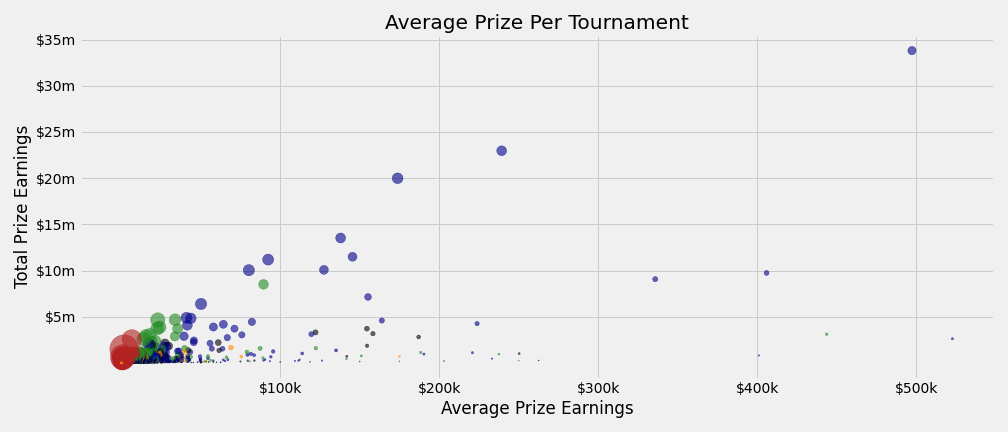 Average Prize Per Tournament
Total Prize Earnings
$35m
$30m
$25m
$20m
$15m
$10m
$5m
$100k
$200k
$300k
$400k
$500k
Average Prize Earnings